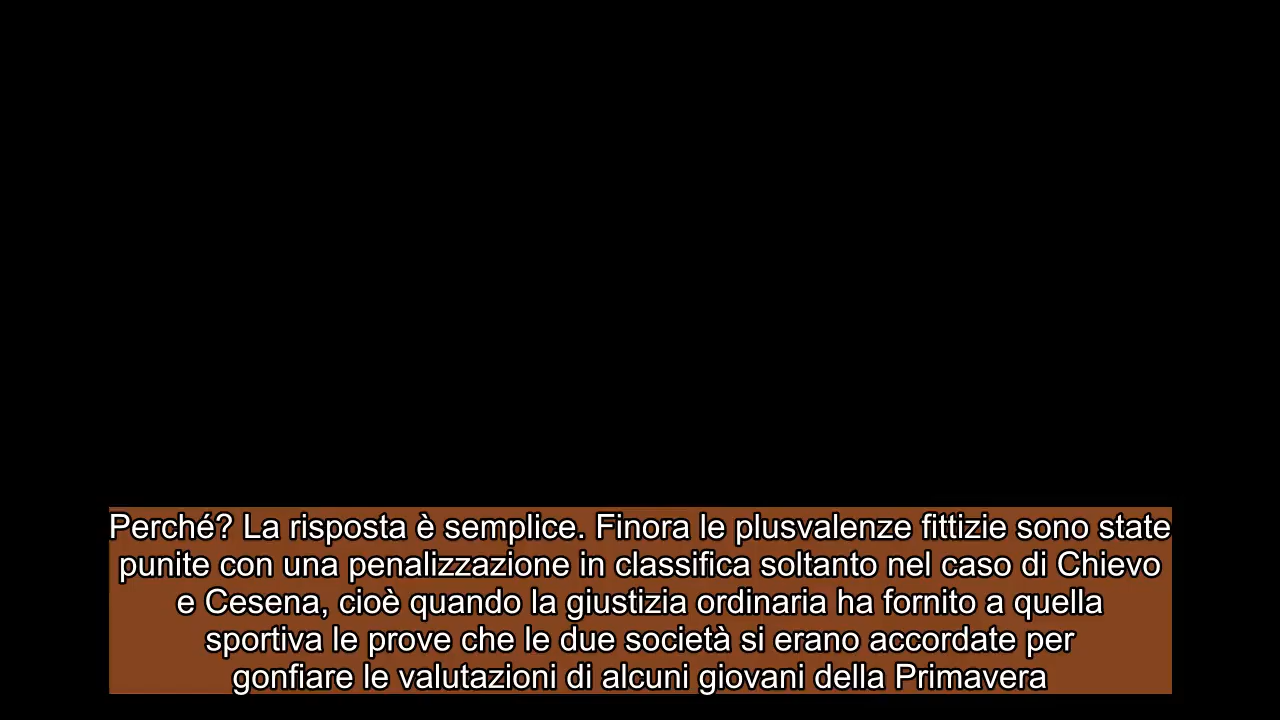 Perché? La risposta è semplice. Finora le plusvalenze fittizie sono state
punite con una penalizzazione in classifica soltanto nel caso di Chievo
e Cesena, cioè quando la giustizia ordinaria ha fornito a quella
sportiva le prove che le due società si erano accordate per
gonfiare le valutazioni di alcuni giovani della Primavera